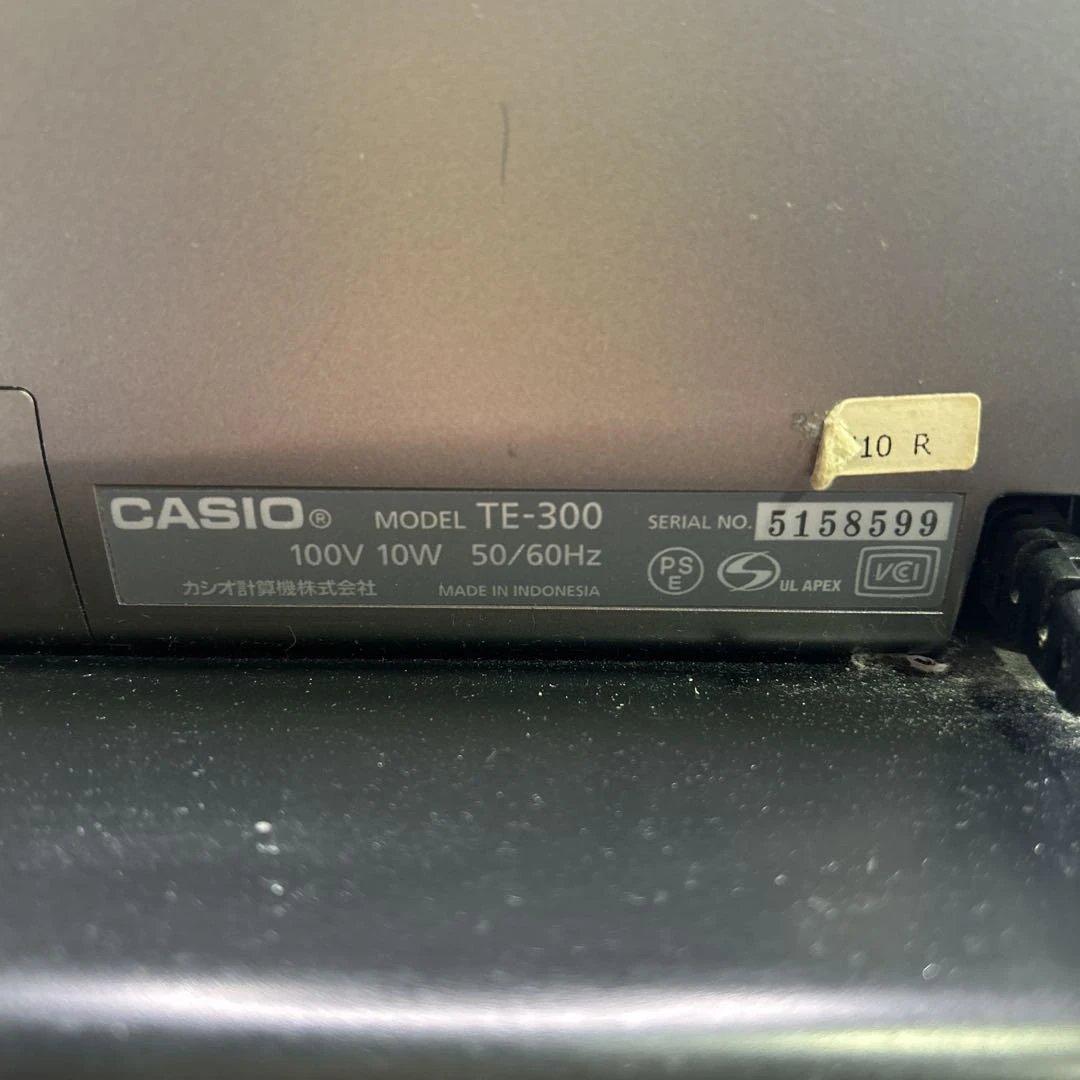 10 R
CASIO® MODEL TE-300 SERIAL NO. 5158599
100V 10W 50/60Hz PS E S UL APEX VCI
カシオ計算機株式会社 MADE IN INDONESIA